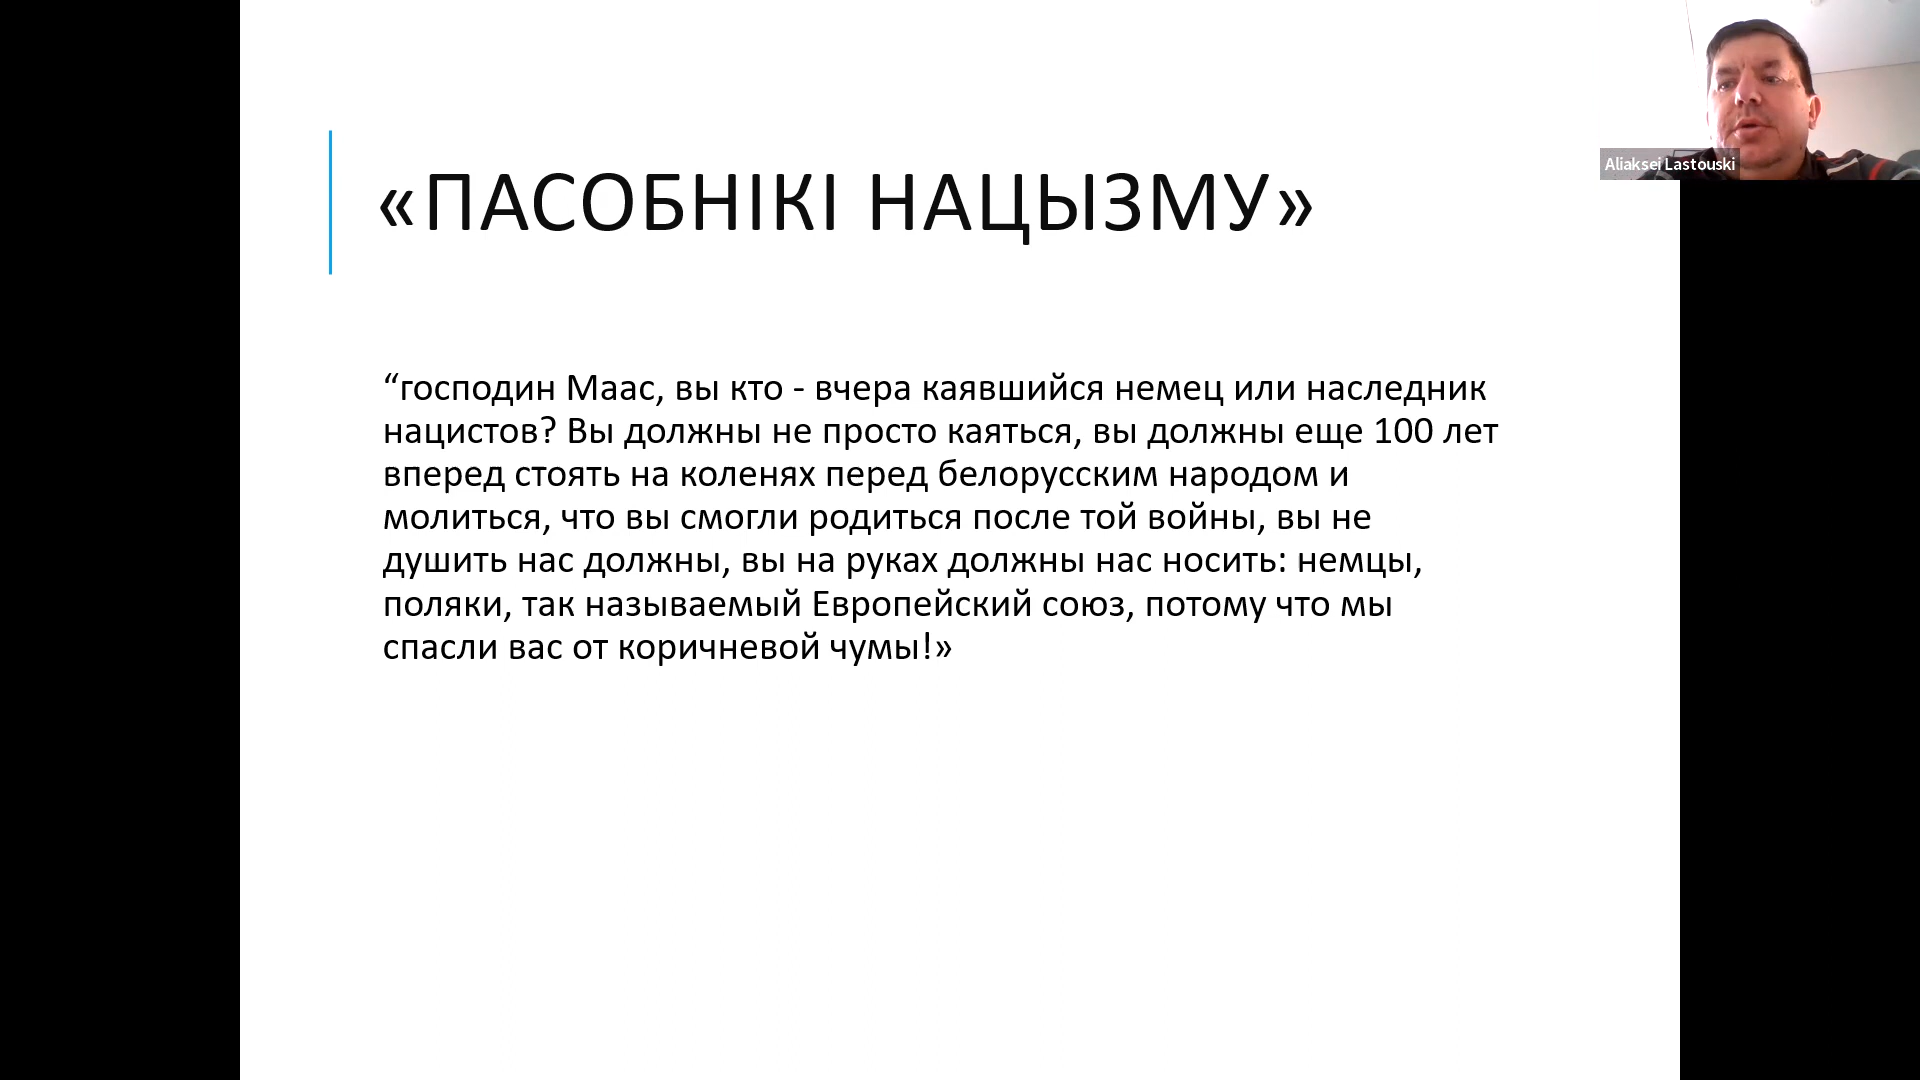 Aliaksei Lastouski
«ПАСОБНІКІ НАЦЫЗМУ»
“господин Маас, вы кто - вчера каявшийся немец или наследник
нацистов? Вы должны не просто каяться, вы должны еще 100 лет
вперед стоять на коленях перед белорусским народом и
молиться, что вы смогли родиться после той войны, вы не
душить нас должны, вы на руках должны нас носить: немцы,
поляки, так называемый Европейский союз, потому что мы
спасли вас от коричневой чумы!»